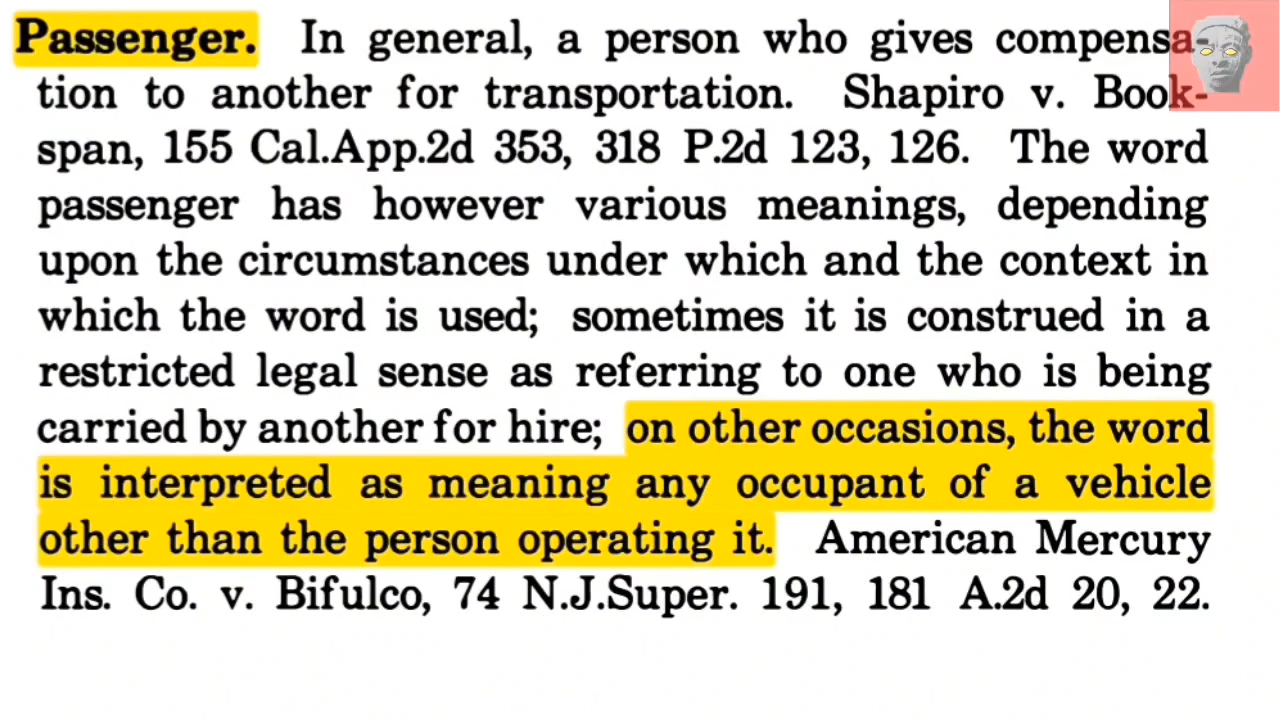 Passenger. In general, a person who gives compensa-
tion to another for transportation. Shapiro v. Book-
span, 155 Cal.App.2d 353, 318 P.2d 123, 126. The word
passenger has however various meanings, depending
upon the circumstances under which and the context in
which the word is used; sometimes it is construed in a
restricted legal sense as referring to one who is being
carried by another for hire; on other occasions, the word
is interpreted as meaning any occupant of a vehicle
other than the person operating it. American Mercury
Ins. Co. v. Bifulco, 74 N.J.Super. 191, 181 A.2d 20, 22.